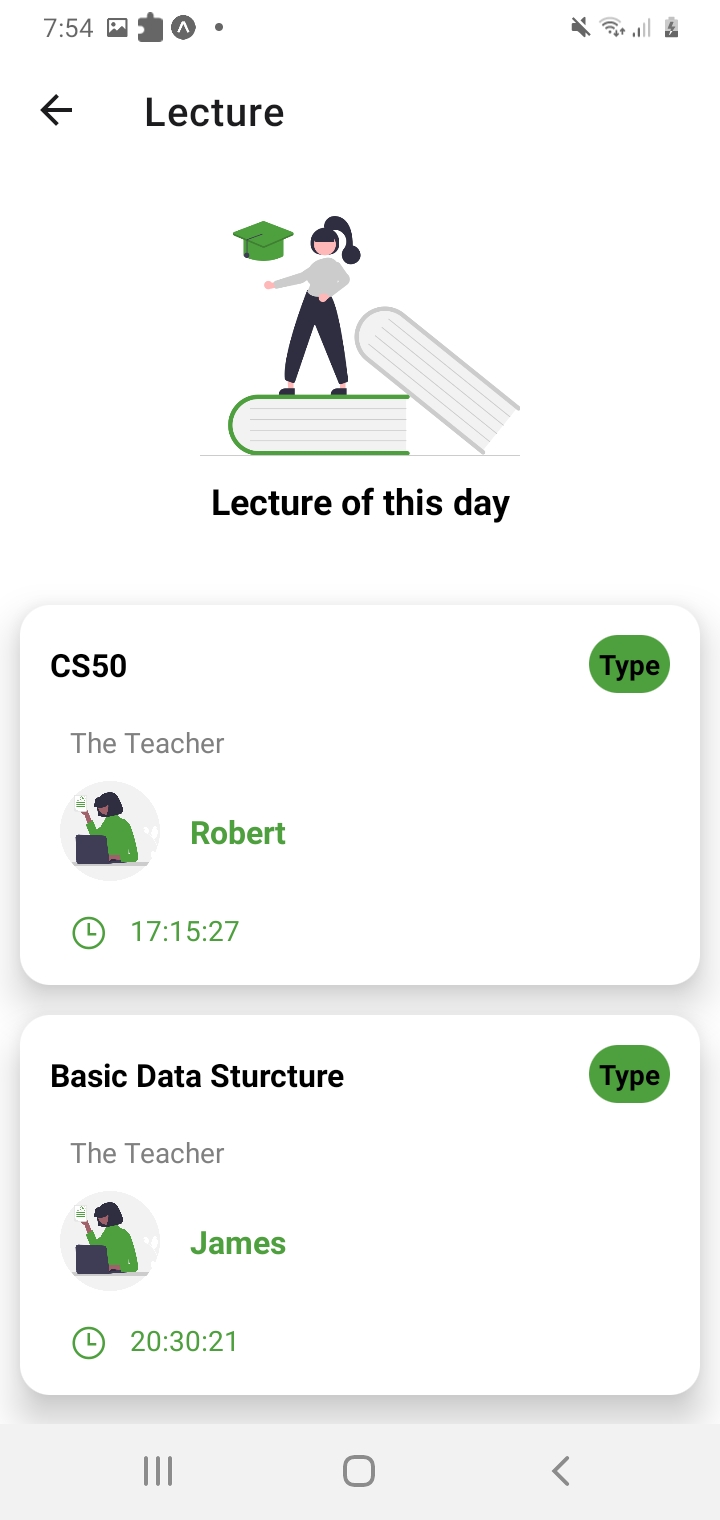 7:54
Lecture
Lecture of this day
CS50
Type
The Teacher
Robert
17:15:27
Basic Data Sturcture
Type
The Teacher
James
20:30:21